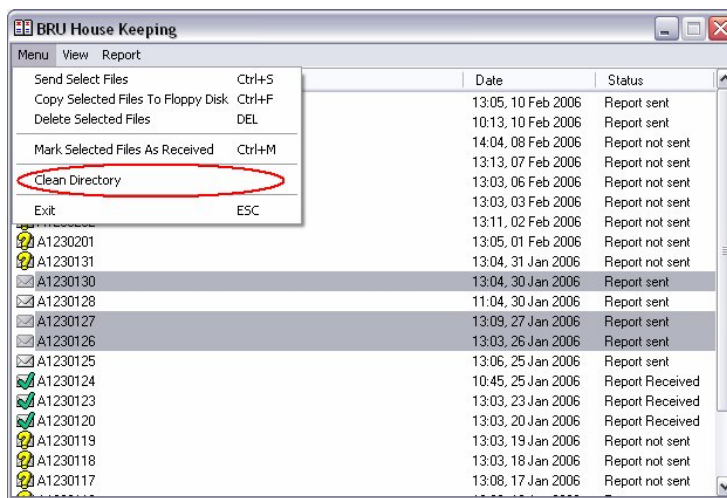 BRU House Keeping
Menu View Report
Send Select Files Ctrl+S
Copy Selected Files To Floppy Disk Ctrl+F
Delete Selected Files DEL
Mark Selected Files As Received Ctrl+M
Clean Directory
Exit ESC
Date Status
13:05, 10 Feb 2006 Report sent
10:13, 10 Feb 2006 Report sent
14:04, 08 Feb 2006 Report not sent
13:13, 07 Feb 2006 Report not sent
13:03, 06 Feb 2006 Report not sent
13:03, 03 Feb 2006 Report not sent
13:11, 02 Feb 2006 Report not sent
A1230201 13:05, 01 Feb 2006 Report not sent
A1230131 13:04, 31 Jan 2006 Report not sent
A1230130 13:04, 30 Jan 2006 Report sent
A1230128 11:04, 30 Jan 2006 Report sent
A1230127 13:09, 27 Jan 2006 Report sent
A1230126 13:03, 26 Jan 2006 Report sent
A1230125 13:06, 25 Jan 2006 Report sent
A1230124 10:45, 25 Jan 2006 Report Received
A1230123 13:03, 23 Jan 2006 Report Received
A1230120 13:03, 20 Jan 2006 Report Received
A1230119 13:03, 19 Jan 2006 Report not sent
A1230118 13:03, 18 Jan 2006 Report not sent
A1230117 13:08, 17 Jan 2006 Report not sent